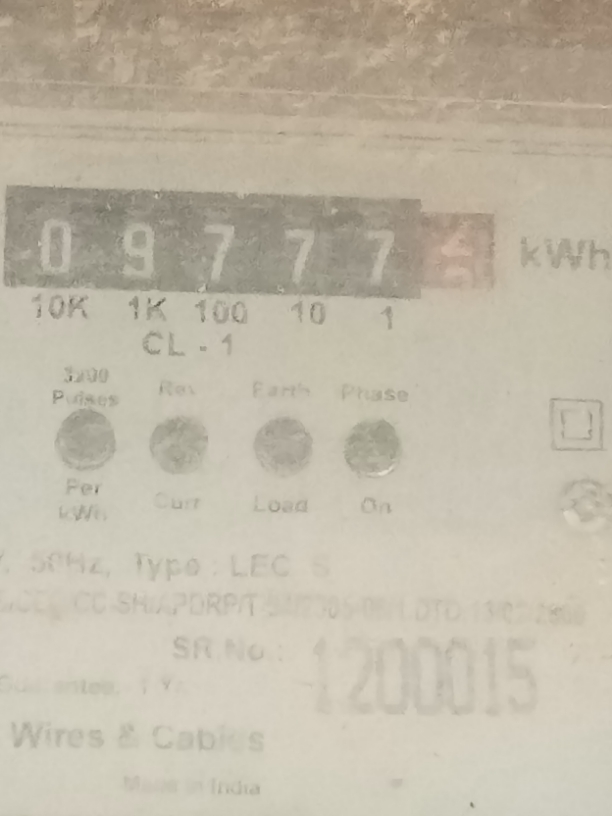 0 9 7 7 7 kWh
10K 1K 100 10 1
CL - 1
3200 Rev Earth Phase
Pulses
Per Curr Load On
kWh
50Hz, Type : LEC
SR.No.: 1200015
Wires & Cables
Made in India